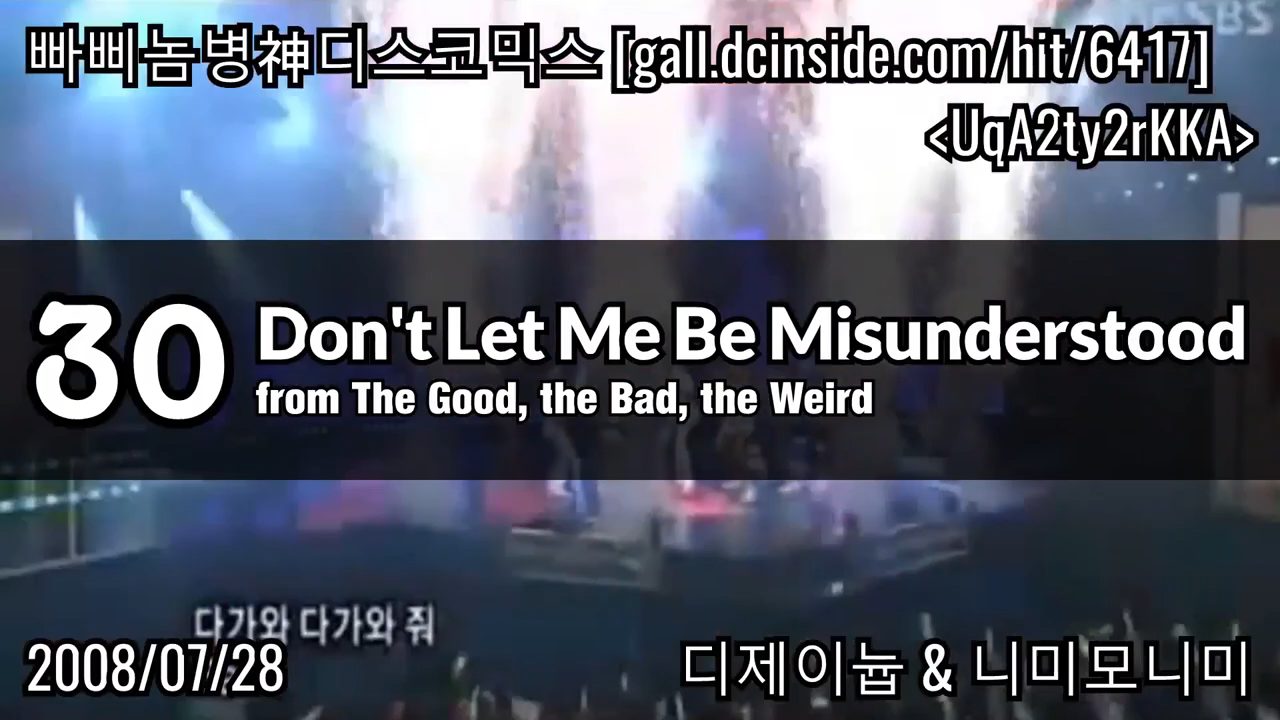 SBS
빠삐놈병神디스코믹스 [gall.dcinside.com/hit/6417]
<UqA2ty2rKKA>
30
Don't Let Me Be Misunderstood
from The Good, the Bad, the Weird
다가와 다가와 줘
2008/07/28
디제이늅 & 니미모니미